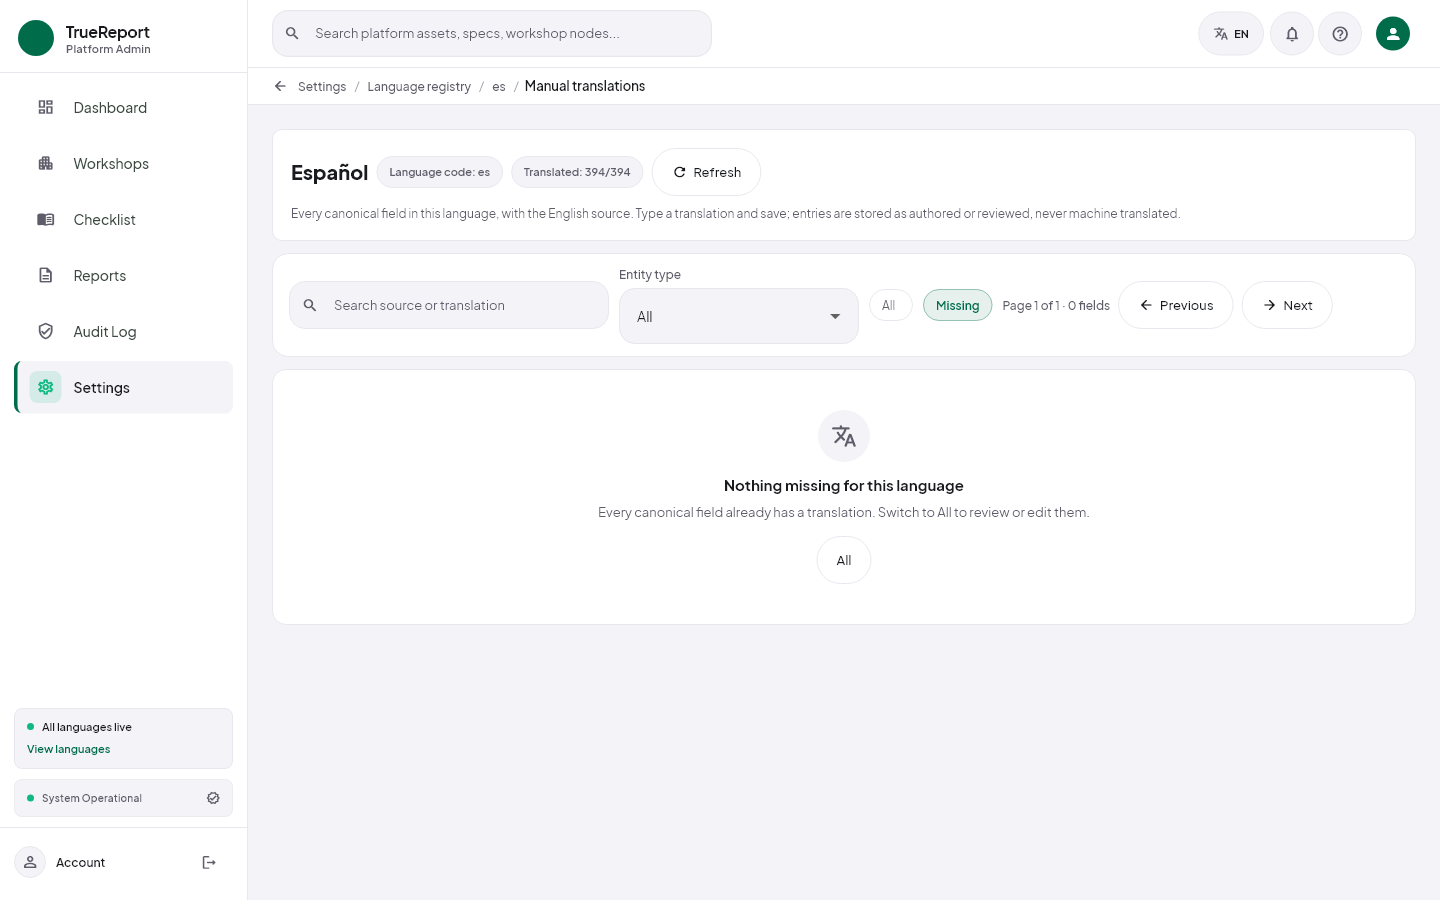 TrueReport
Platform Admin
Search platform assets, specs, workshop nodes...
EN
Settings / Language registry / es / Manual translations
Dashboard
Workshops
Checklist
Reports
Audit Log
Settings
Español
Language code: es
Translated: 394/394
Refresh
Every canonical field in this language, with the English source. Type a translation and save; entries are stored as authored or reviewed, never machine translated.
Search source or translation
Entity type
All
All
Missing
Page 1 of 1 · 0 fields
Previous
Next
Nothing missing for this language
Every canonical field already has a translation. Switch to All to review or edit them.
All
All languages live
View languages
System Operational
Account